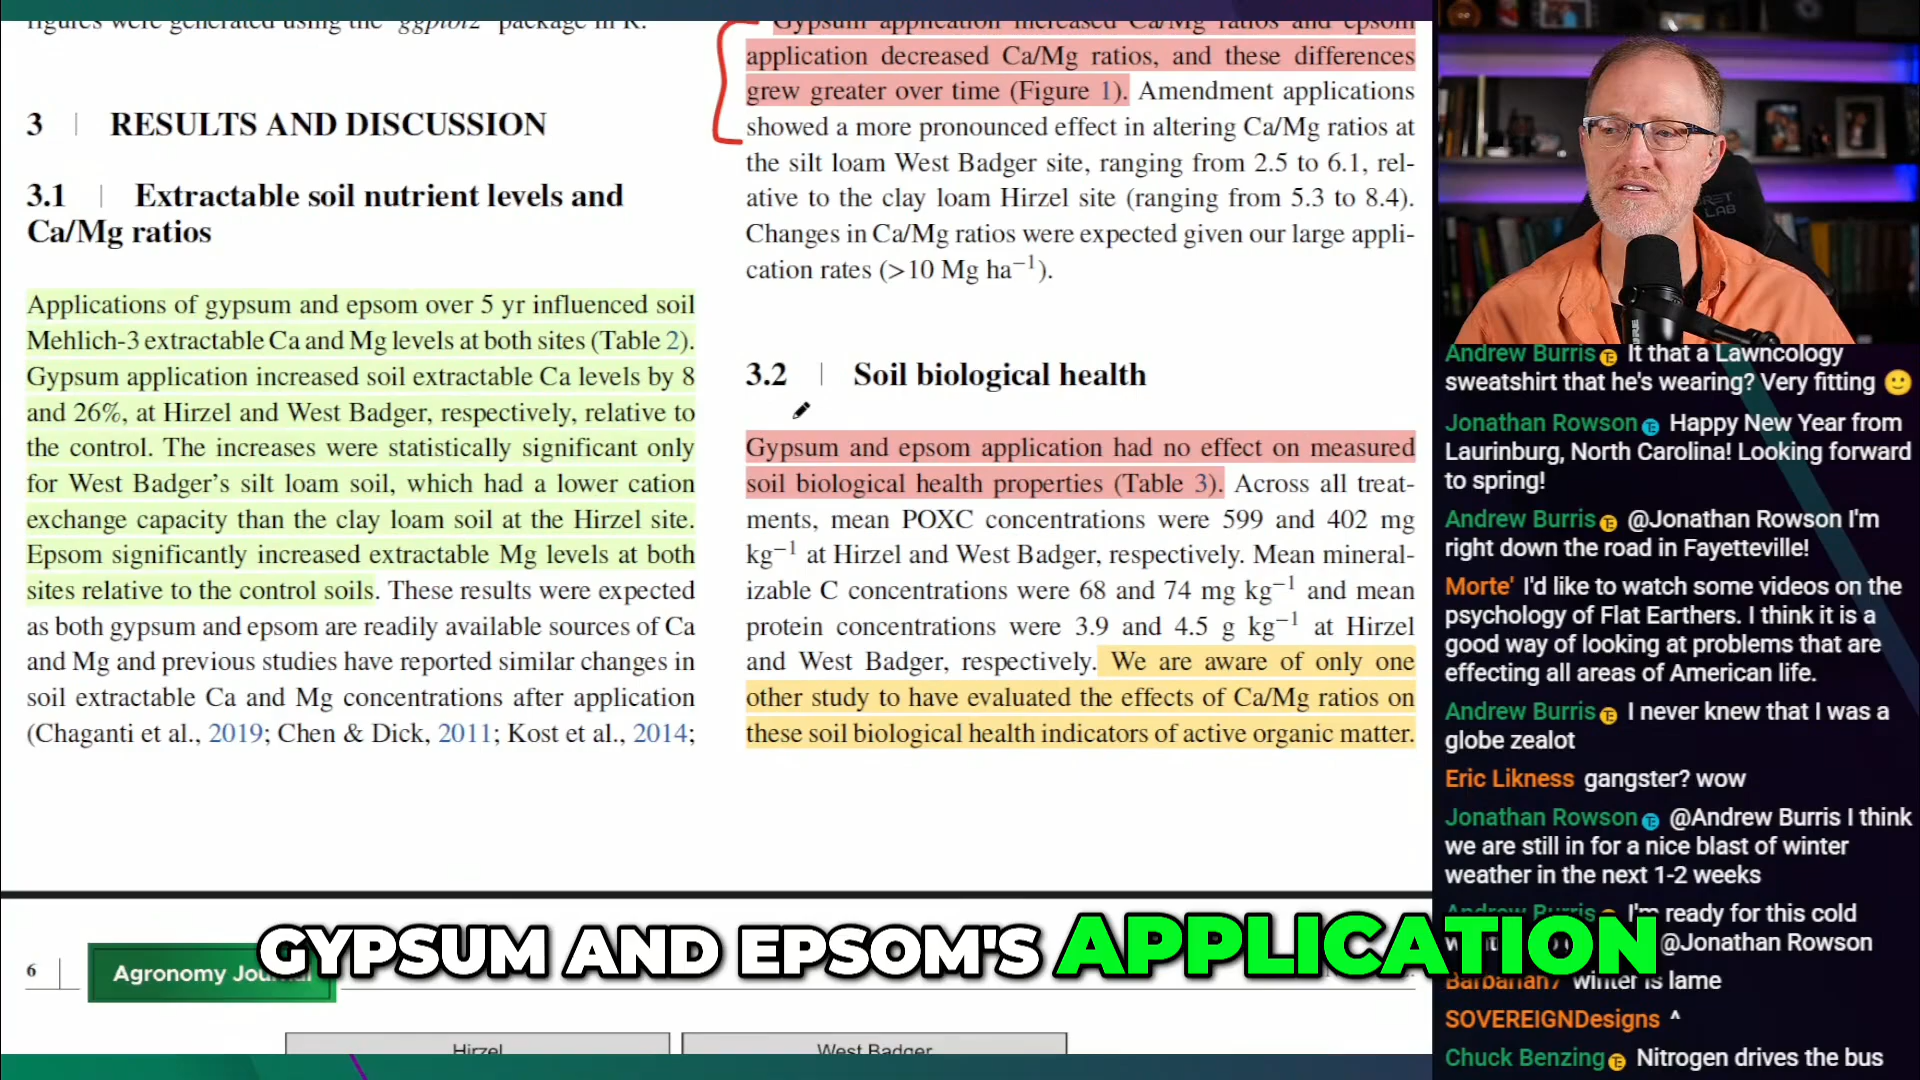 figures were generated using the "ggplot2" package in R.
3 | RESULTS AND DISCUSSION
3.1 | Extractable soil nutrient levels and
Ca/Mg ratios
Applications of gypsum and epsom over 5 yr influenced soil
Mehlich-3 extractable Ca and Mg levels at both sites (Table 2).
Gypsum application increased soil extractable Ca levels by 8
and 26%, at Hirzel and West Badger, respectively, relative to
the control. The increases were statistically significant only
for West Badger's silt loam soil, which had a lower cation
exchange capacity than the clay loam soil at the Hirzel site.
Epsom significantly increased extractable Mg levels at both
sites relative to the control soils. These results were expected
as both gypsum and epsom are readily available sources of Ca
and Mg and previous studies have reported similar changes in
soil extractable Ca and Mg concentrations after application
(Chaganti et al., 2019; Chen & Dick, 2011; Kost et al., 2014;
Gypsum application increased Ca/Mg ratios and epsom
application decreased Ca/Mg ratios, and these differences
grew greater over time (Figure 1). Amendment applications
showed a more pronounced effect in altering Ca/Mg ratios at
the silt loam West Badger site, ranging from 2.5 to 6.1, rel-
ative to the clay loam Hirzel site (ranging from 5.3 to 8.4).
Changes in Ca/Mg ratios were expected given our large appli-
cation rates (>10 Mg ha⁻¹).
3.2 | Soil biological health
Gypsum and epsom application had no effect on measured
soil biological health properties (Table 3). Across all treat-
ments, mean POXC concentrations were 599 and 402 mg
kg⁻¹ at Hirzel and West Badger, respectively. Mean mineral-
izable C concentrations were 68 and 74 mg kg⁻¹ and mean
protein concentrations were 3.9 and 4.5 g kg⁻¹ at Hirzel
and West Badger, respectively. We are aware of only one
other study to have evaluated the effects of Ca/Mg ratios on
these soil biological health indicators of active organic matter.
6
Agronomy Jou
Hirzel
West Badger
GYPSUM AND EPSOM'S APPLICATION
Andrew Burris It that a Lawncology
sweatshirt that he's wearing? Very fitting 🙂
Jonathan Rowson Happy New Year from
Laurinburg, North Carolina! Looking forward
to spring!
Andrew Burris @Jonathan Rowson I'm
right down the road in Fayetteville!
Morte' I'd like to watch some videos on the
psychology of Flat Earthers. I think it is a
good way of looking at problems that are
effecting all areas of American life.
Andrew Burris I never knew that I was a
globe zealot
Eric Likness gangster? wow
Jonathan Rowson @Andrew Burris I think
we are still in for a nice blast of winter
weather in the next 1-2 weeks
Andrew Burris I'm ready for this cold
@Jonathan Rowson
Barbarian7 winter is lame
SOVEREIGNDesigns ^
Chuck Benzing Nitrogen drives the bus